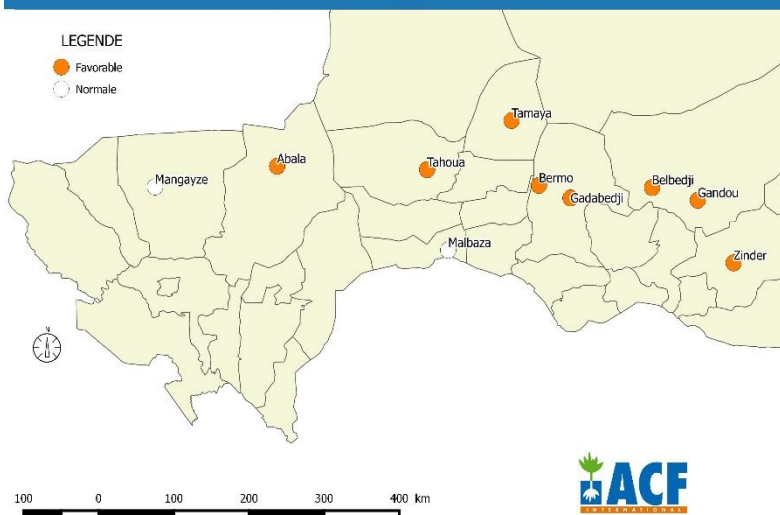 LEGENDE
Favorable
Normale
Tamaya
Abala
Tahoua
Mangayze
Bermo
Belbedji
Gadabedji
Gandou
Malbaza
Zinder
N
100 0 100 200 300 400 km
ACF
INTERNATIONAL